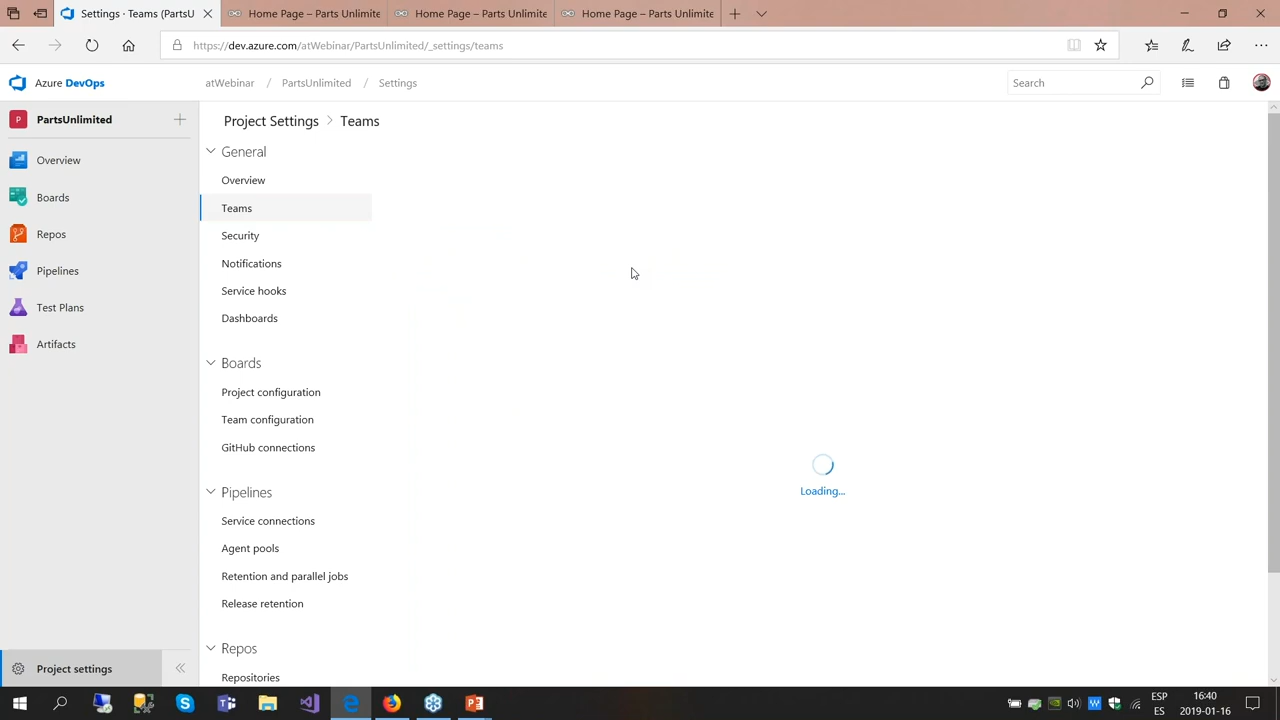 Settings · Teams (PartsU
Home Page – Parts Unlimite
Home Page – Parts Unlimite
Home Page – Parts Unlimite
https://dev.azure.com/atWebinar/PartsUnlimited/_settings/teams
Azure DevOps
atWebinar / PartsUnlimited / Settings
Search
P PartsUnlimited
Overview
Boards
Repos
Pipelines
Test Plans
Artifacts
Project settings
Project Settings > Teams
General
Overview
Teams
Security
Notifications
Service hooks
Dashboards
Boards
Project configuration
Team configuration
GitHub connections
Pipelines
Service connections
Agent pools
Retention and parallel jobs
Release retention
Repos
Repositories
Loading...
ESP
ES
16:40
2019-01-16